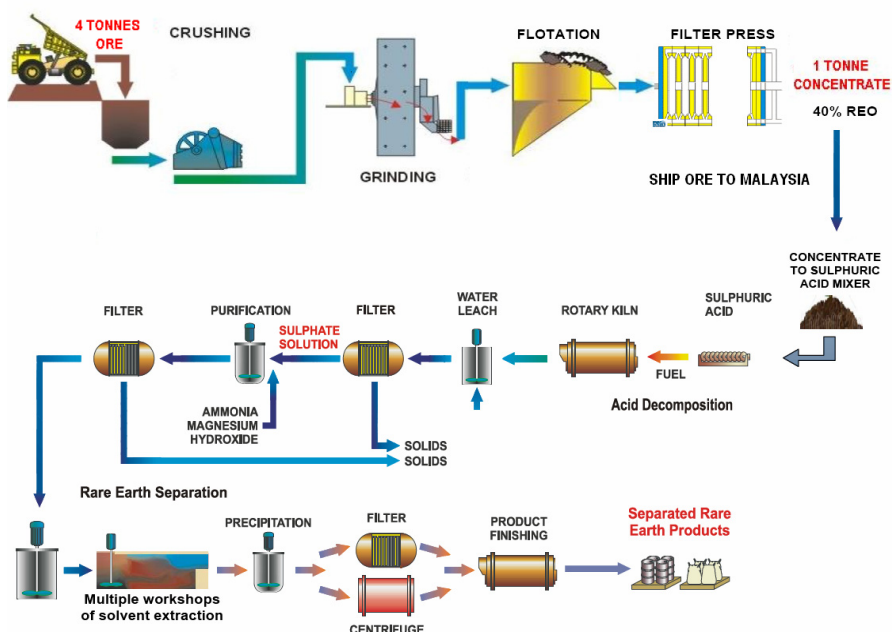 4 TONNES
ORE
CRUSHING
GRINDING
FLOTATION
FILTER PRESS
1 TONNE
CONCENTRATE
40% REO
SHIP ORE TO MALAYSIA
CONCENTRATE
TO SULPHURIC
ACID MIXER
SULPHURIC
ACID
FUEL
ROTARY KILN
Acid Decomposition
WATER
LEACH
FILTER
SULPHATE
SOLUTION
PURIFICATION
AMMONIA
MAGNESIUM
HYDROXIDE
FILTER
SOLIDS
SOLIDS
Rare Earth Separation
Multiple workshops
of solvent extraction
PRECIPITATION
FILTER
CENTRIFUGE
PRODUCT
FINISHING
Separated Rare
Earth Products